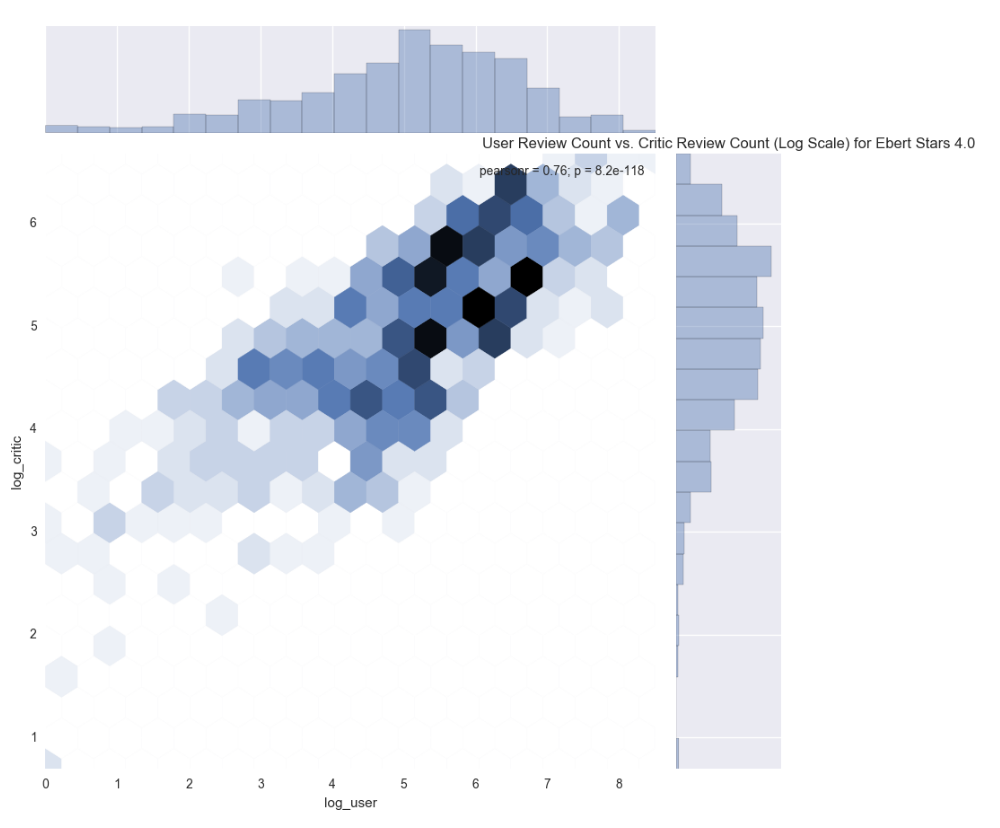 User Review Count vs. Critic Review Count (Log Scale) for Ebert Stars 4.0
pearsonr = 0.76; p = 8.2e-118
6
5
4
3
2
1
log_critic
0 1 2 3 4 5 6 7 8
log_user